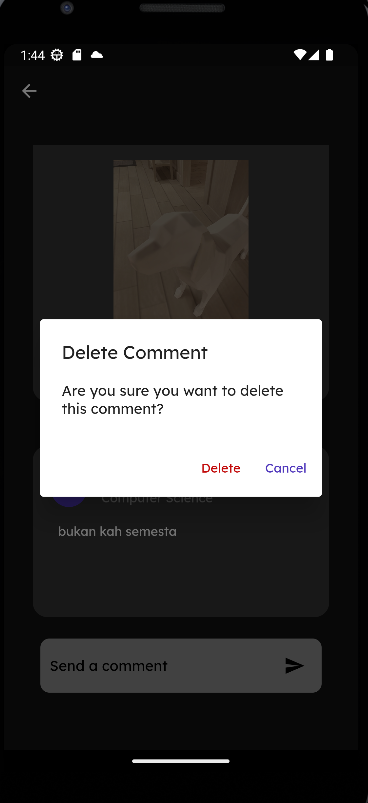 1:44
Delete Comment
Are you sure you want to delete
this comment?
Delete Cancel
Computer Science
bukan kah semesta
Send a comment